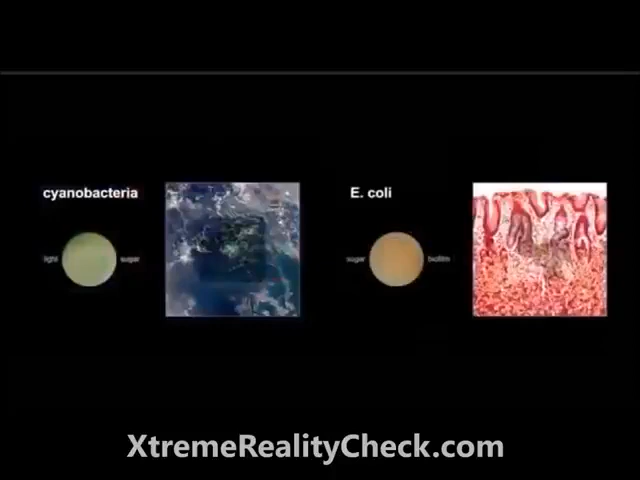 cyanobacteria
E. coli
light
sugar
sugar
biofilm
XtremeRealityCheck.com